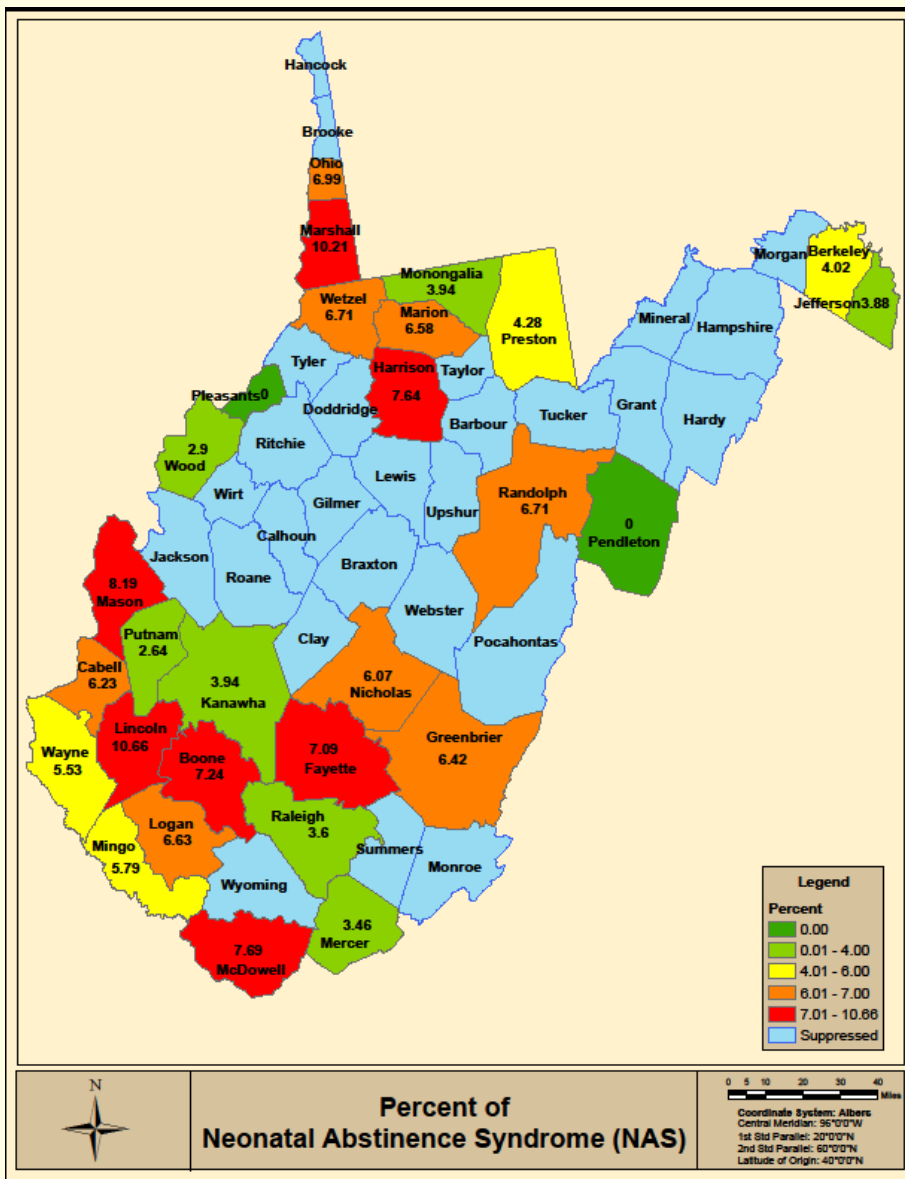 Hancock
Brooke
Ohio
6.99
Marshall
10.21
Morgan
Berkeley
4.02
Jefferson 3.88
Monongalia
3.94
Wetzel
6.71
Marion
6.58
4.28
Preston
Mineral
Hampshire
Tyler
Harrison
7.64
Taylor
Pleasants 0
Doddridge
Barbour
Tucker
Grant
Hardy
Ritchie
2.9
Wood
Lewis
Randolph
6.71
Wirt
Gilmer
Upshur
0
Pendleton
Calhoun
Jackson
Roane
Braxton
8.19
Mason
Webster
Putnam
2.64
Clay
Pocahontas
Cabell
6.23
3.94
Kanawha
6.07
Nicholas
Lincoln
10.66
Greenbrier
6.42
Wayne
5.53
Boone
7.24
7.09
Fayette
Logan
6.63
Raleigh
3.6
Mingo
5.79
Summers
Monroe
Wyoming
3.46
Mercer
7.69
McDowell
Legend
Percent
0.00
0.01 - 4.00
4.01 - 6.00
6.01 - 7.00
7.01 - 10.66
Suppressed
N
Percent of
Neonatal Abstinence Syndrome (NAS)
0 5 10 20 30 40
Miles
Coordinate System: Albers
Central Meridian: 96°0'0"W
1st Std Parallel: 20°0'0"N
2nd Std Parallel: 60°0'0"N
Latitude of Origin: 40°0'0"N